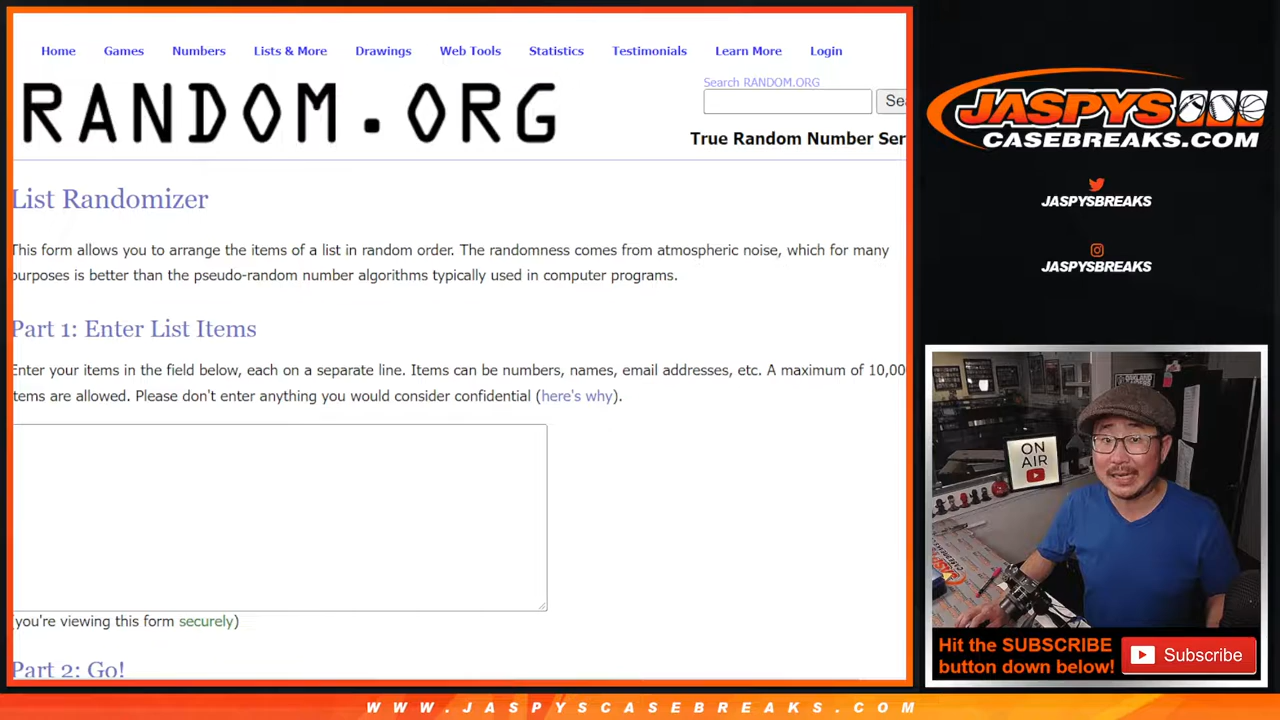 Home Games Numbers Lists & More Drawings Web Tools Statistics Testimonials Learn More Login
RANDOM.ORG
Search RANDOM.ORG
Sea
True Random Number Ser
List Randomizer
This form allows you to arrange the items of a list in random order. The randomness comes from atmospheric noise, which for many
purposes is better than the pseudo-random number algorithms typically used in computer programs.
Part 1: Enter List Items
Enter your items in the field below, each on a separate line. Items can be numbers, names, email addresses, etc. A maximum of 10,00
items are allowed. Please don't enter anything you would consider confidential (here's why).
(you're viewing this form securely)
Part 2: Go!
JASPYS
CASEBREAKS.COM
JASPYSBREAKS
JASPYSBREAKS
ON
AIR
Hit the SUBSCRIBE
button down below!
Subscribe
WWW.JASPYSCASEBREAKS.COM